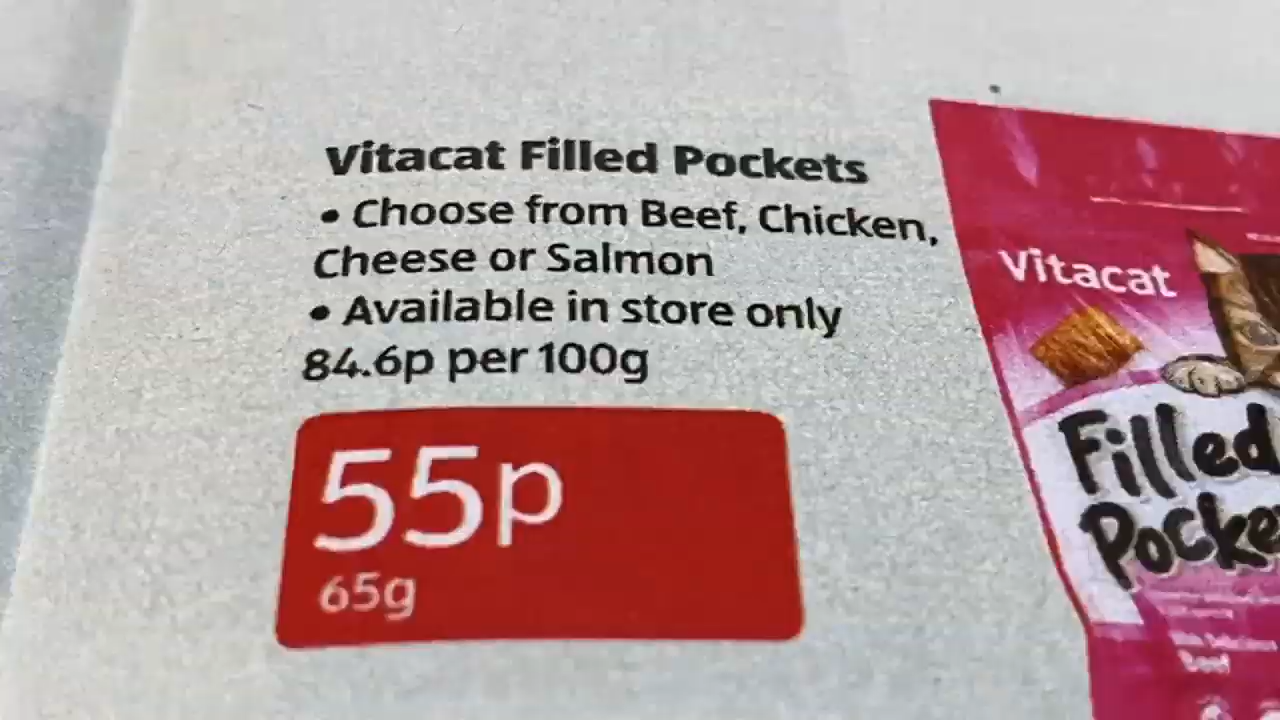 Vitacat Filled Pockets
• Choose from Beef, Chicken,
Cheese or Salmon
• Available in store only
84.6p per 100g
55p
65g
vitacat
Filled
Pocke
Beef